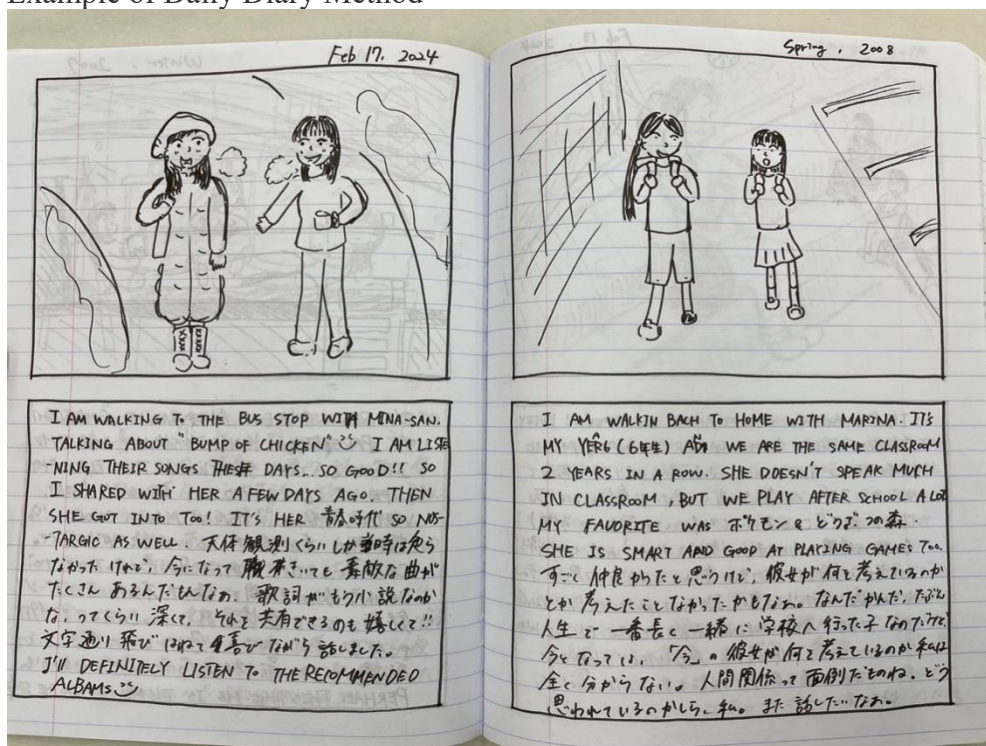 Example of Daily Diary Method
Feb 17. 2024
I AM WALKING TO THE BUS STOP WITH MINA-SAN.
TALKING ABOUT "BUMP OF CHICKEN" I AM LISTE
-NING THEIR SONGS THESE DAYS.. SO GOOD!! SO
I SHARED WITH HER A FEW DAYS AGO. THEN
SHE GOT INTO TOO! IT'S HER 青春時代 SO NOS-
-TARGIC AS WELL. 天体観測くらいしか当時は知ら
なかったけれど、今になって聴いても素敵な曲が
たくさんあるんだもんなあ。歌詞がもう小説なのか
な、ってくらい深くて、それを共有できるのも嬉しくて!!
文字通り飛びはねて喜びながら話しました。
I'LL DEFINITELY LISTEN TO THE RECOMMENDED
ALBAMS
Spring, 2008
I AM WALKIN BACH TO HOME WITH MARINA. IT'S
MY YER6 (6年生) AND WE ARE THE SAME CLASSROOM
2 YEARS IN A ROW. SHE DOESN'T SPEAK MUCH
IN CLASSROOM, BUT WE PLAY AFTER SCHOOL A LOT
MY FAVORITE WAS ポケモン & どうぶつの森.
SHE IS SMART AND GOOD AT PLAYING GAMES TOO.
すごく仲良かったと思うけど、彼女が何を考えているのか
とか考えたことなかったかもなぁ。なんだかんだ、たぶん
人生で一番長く一緒に学校へ行った子なのだけど、
今となっては、「今」の彼女が何を考えているのか私は
全く分からない。人間関係って面倒だものね。どう
思われているのかしら、私。また話したいなあ。